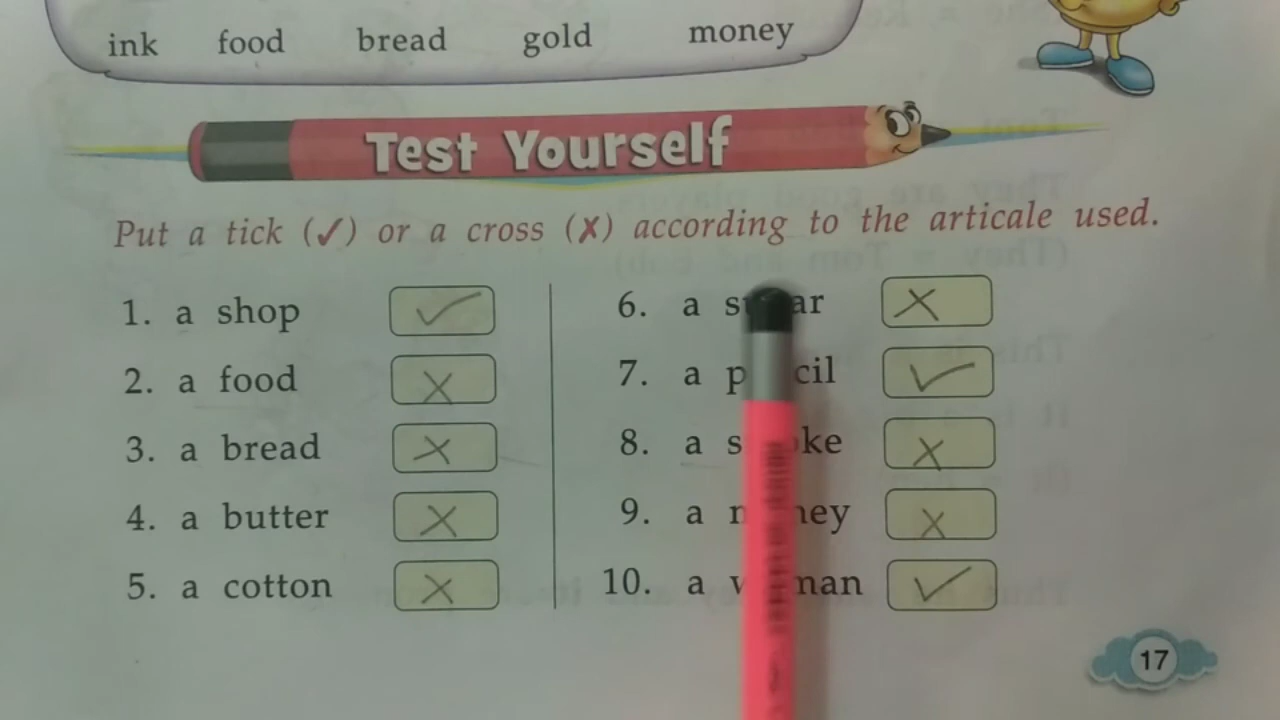 ink food bread gold money
Test Yourself
Put a tick (✓) or a cross (✗) according to the articale used.
1. a shop ✓
2. a food ✗
3. a bread ✗
4. a butter ✗
5. a cotton ✗
6. a ✗
7. a ✓
8. a ✗
9. a ✗
10. a ✓
17